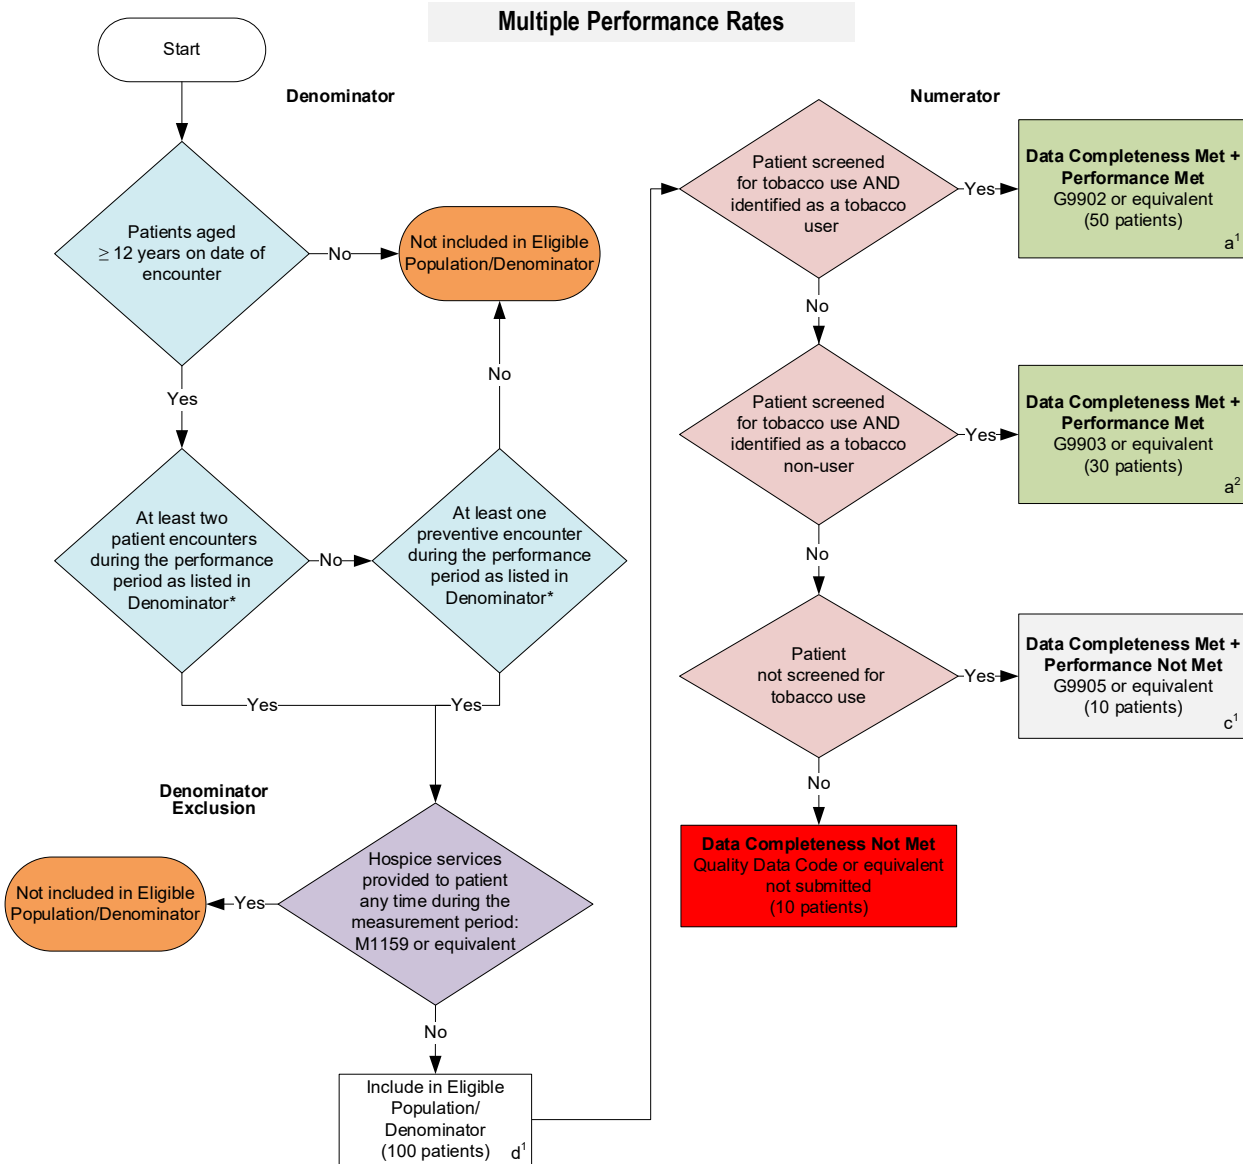 Multiple Performance Rates
Start
Denominator
Patients aged
≥ 12 years on date of
encounter
No
Not included in Eligible
Population/Denominator
Yes
No
At least two
patient encounters
during the performance
period as listed in
Denominator*
No
At least one
preventive encounter
during the performance
period as listed in
Denominator*
Yes
Yes
Denominator
Exclusion
Hospice services
provided to patient
any time during the
measurement period:
M1159 or equivalent
Yes
Not included in Eligible
Population/Denominator
No
Include in Eligible
Population/
Denominator
(100 patients)
d¹
Numerator
Patient screened
for tobacco use AND
identified as a tobacco
user
Yes
Data Completeness Met +
Performance Met
G9902 or equivalent
(50 patients)
a¹
No
Patient screened
for tobacco use AND
identified as a tobacco
non-user
Yes
Data Completeness Met +
Performance Met
G9903 or equivalent
(30 patients)
a²
No
Patient
not screened for
tobacco use
Yes
Data Completeness Met +
Performance Not Met
G9905 or equivalent
(10 patients)
c¹
No
Data Completeness Not Met
Quality Data Code or equivalent
not submitted
(10 patients)